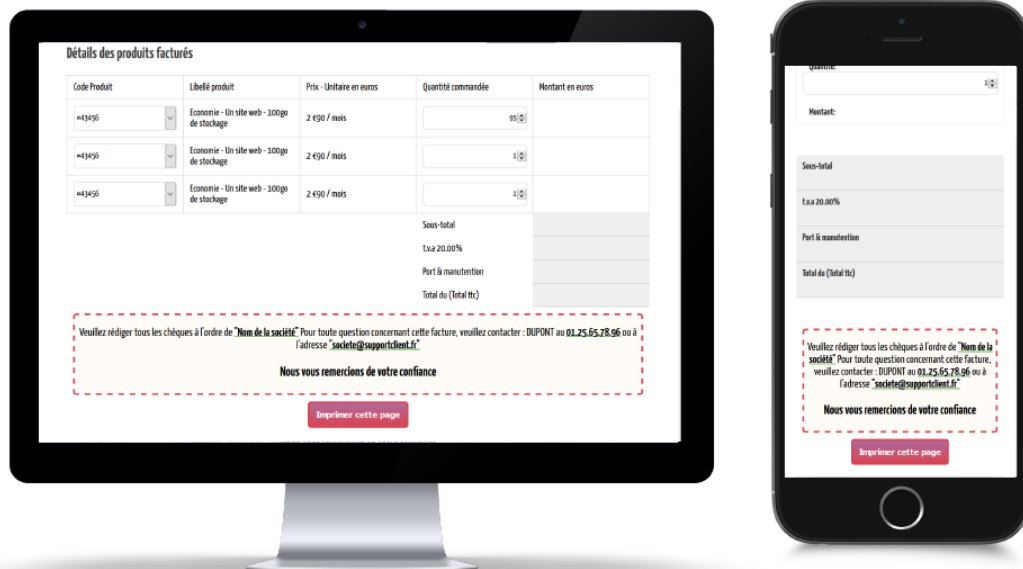 Détails des produits facturés
Code Produit Libellé produit Prix - Unitaire en euros Quantité commandée Montant en euros
#43456 Economie - Un site web - 100go de stockage 2 €90 / mois 95
#43456 Economie - Un site web - 100go de stockage 2 €90 / mois 1
#43456 Economie - Un site web - 100go de stockage 2 €90 / mois 1
Sous-total
t.v.a 20.00%
Port & manutention
Total du (Total ttc)
Veuillez rédiger tous les chèques à l'ordre de "Nom de la société" Pour toute question concernant cette facture, veuillez contacter : DUPONT au 01.25.65.78.96 ou à
l'adresse "societe@supportclient.fr"
Nous vous remercions de votre confiance
Imprimer cette page
Quantité:
1
Montant:
Sous-total
t.v.a 20.00%
Port & manutention
Total du (Total ttc)
Veuillez rédiger tous les chèques à l'ordre de "Nom de la
société" Pour toute question concernant cette facture,
veuillez contacter : DUPONT au 01.25.65.78.96 ou à
l'adresse "societe@supportclient.fr"
Nous vous remercions de votre confiance
Imprimer cette page